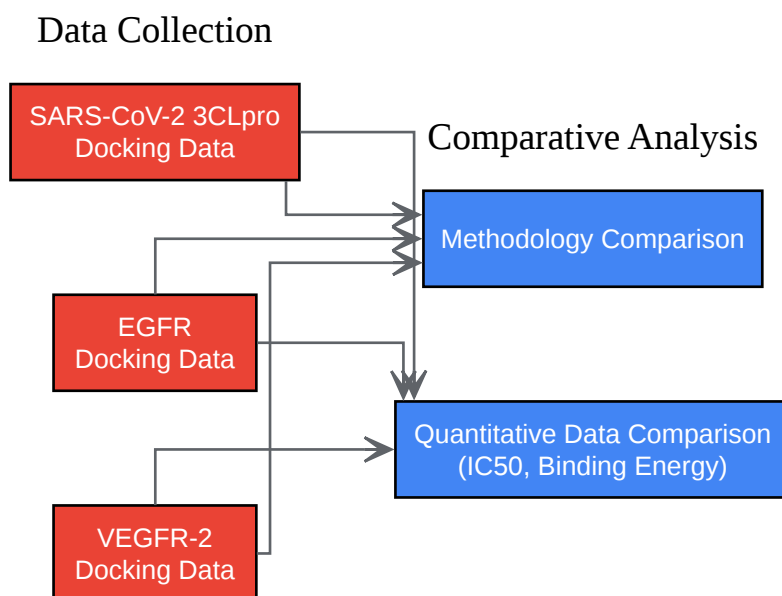 Data Collection
SARS-CoV-2 3CLpro
Docking Data
Comparative Analysis
Methodology Comparison
EGFR
Docking Data
Quantitative Data Comparison
(IC50, Binding Energy)
VEGFR-2
Docking Data